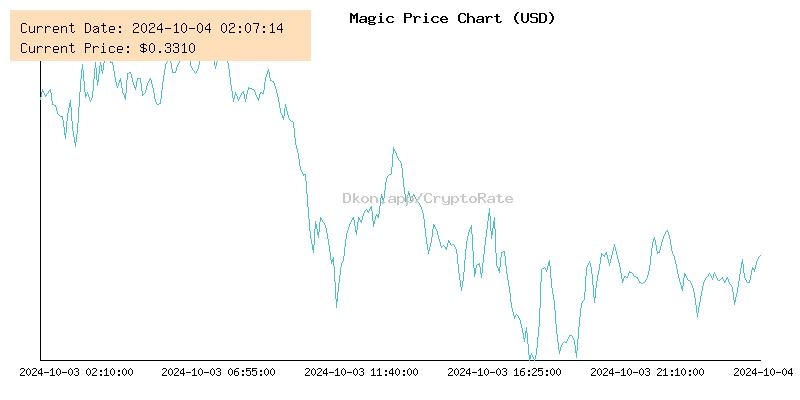 Magic Price Chart (USD)
Current Date: 2024-10-04 02:07:14
Current Price: $0.3310
Dkon.app/CryptoRate
2024-10-03 02:10:00 2024-10-03 06:55:00 2024-10-03 11:40:00 2024-10-03 16:25:00 2024-10-03 21:10:00 2024-10-04